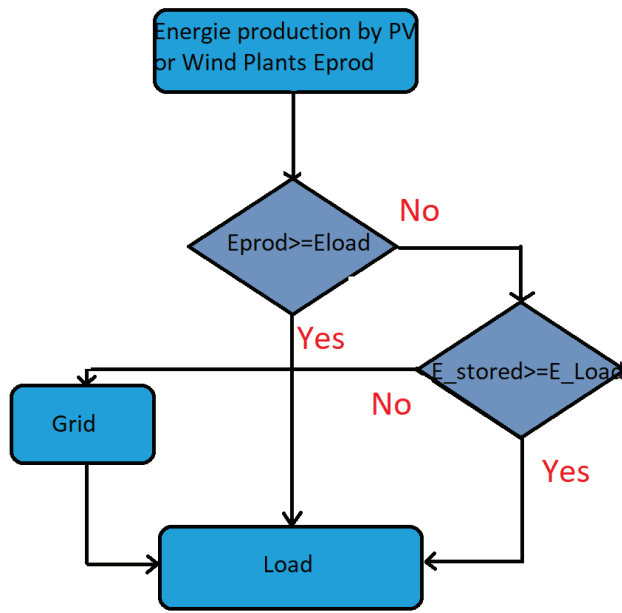 Energie production by PV
or Wind Plants Eprod
No
Eprod>=Eload
Yes
E_stored>=E_Load
No
Grid
Yes
Load